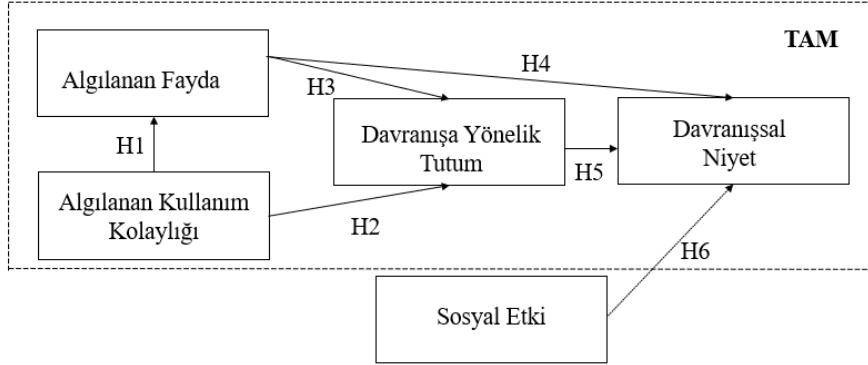 TAM
Algılanan Fayda
H4
H3
Davranışa Yönelik
Tutum
Davranışsal
Niyet
H1
H5
Algılanan Kullanım
Kolaylığı
H2
H6
Sosyal Etki